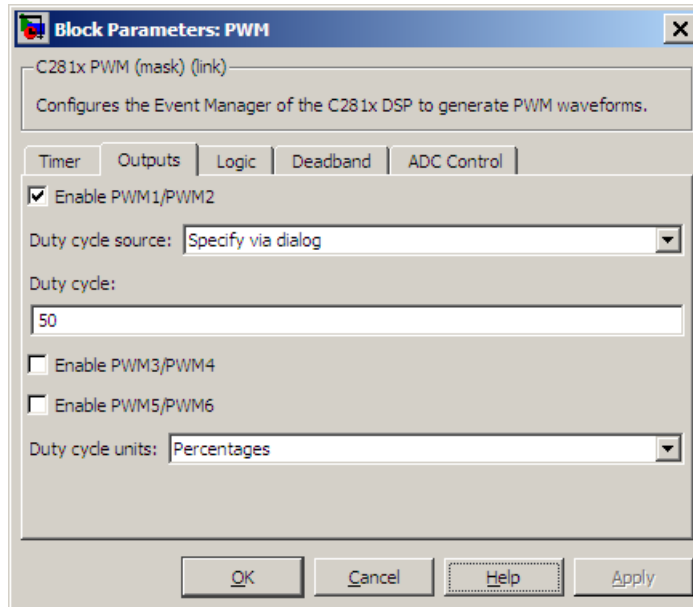 Block Parameters: PWM
C281x PWM (mask) (link)
Configures the Event Manager of the C281x DSP to generate PWM waveforms.
Timer Outputs Logic Deadband ADC Control
Enable PWM1/PWM2
Duty cycle source: Specify via dialog
Duty cycle:
50
Enable PWM3/PWM4
Enable PWM5/PWM6
Duty cycle units: Percentages
OK Cancel Help Apply